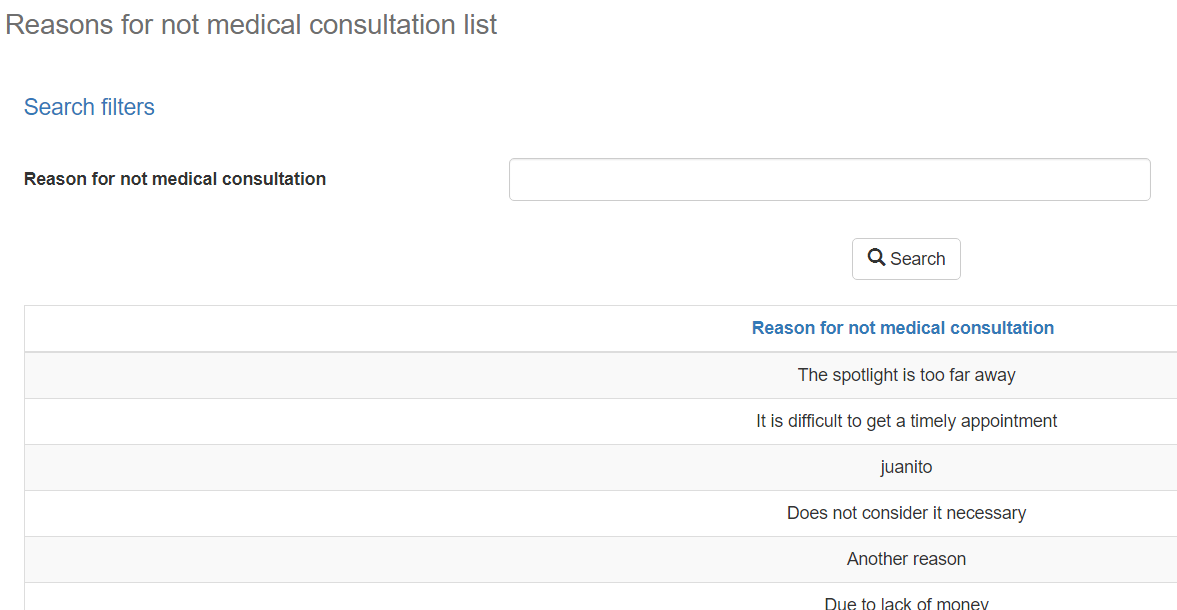 Reasons for not medical consultation list
Search filters
Reason for not medical consultation
Search
Reason for not medical consultation
The spotlight is too far away
It is difficult to get a timely appointment
juanito
Does not consider it necessary
Another reason
Due to lack of money